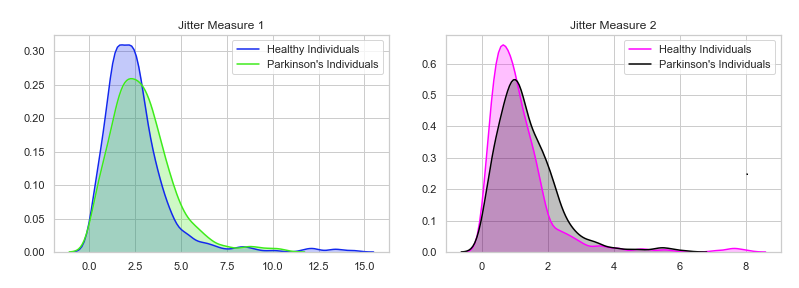 Jitter Measure 1
Healthy Individuals
Parkinson's Individuals
0.30
0.25
0.20
0.15
0.10
0.05
0.00
0.0 2.5 5.0 7.5 10.0 12.5 15.0
Jitter Measure 2
Healthy Individuals
Parkinson's Individuals
0.6
0.5
0.4
0.3
0.2
0.1
0.0
0 2 4 6 8